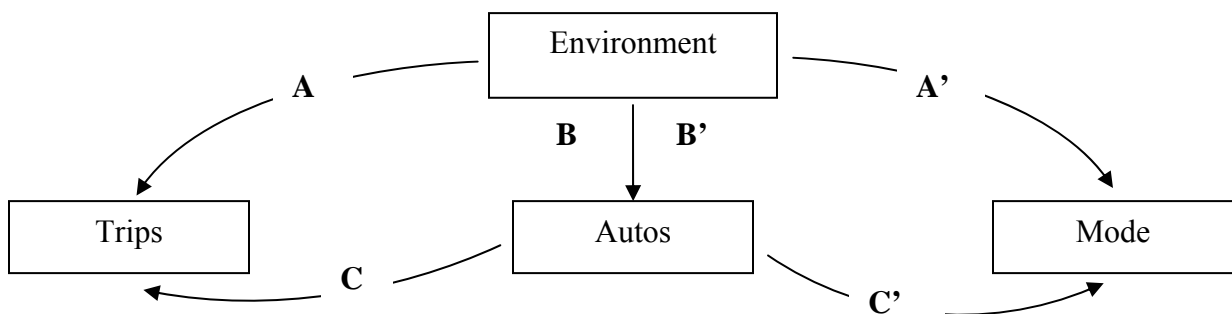 Environment
A
A’
B B’
Trips
Autos
Mode
C
C’